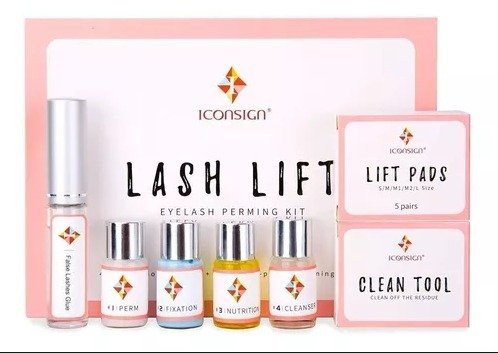 ICONSIGN®
LASH LIFT
EYELASH PERMING KIT
False Lashes Glue
#1 PERM
#2 FIXATION
#3 NUTRITION
#4 CLEANSER
LIFT PADS
S/M/M1/M2/L Size
5 pairs
ICONSIGN®
CLEAN TOOL
CLEAN OFF THE RESIDUE